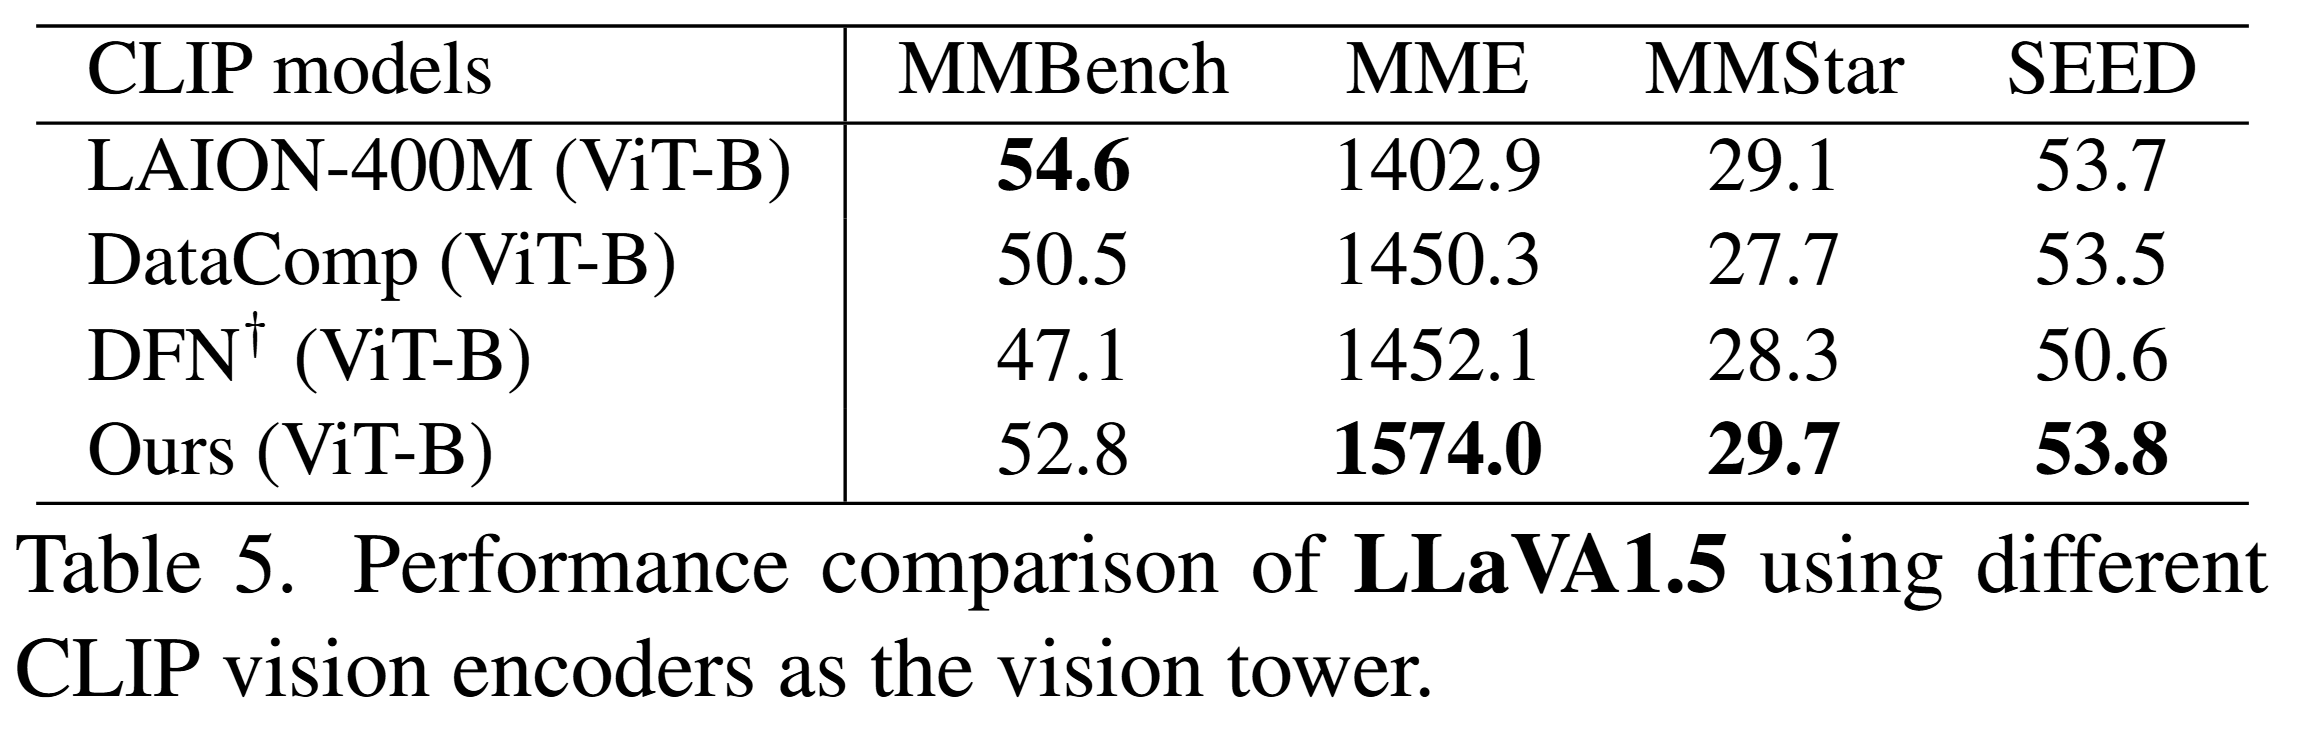 CLIP models MMBench MME MMStar SEED
LAION-400M (ViT-B) 54.6 1402.9 29.1 53.7
DataComp (ViT-B) 50.5 1450.3 27.7 53.5
DFN† (ViT-B) 47.1 1452.1 28.3 50.6
Ours (ViT-B) 52.8 1574.0 29.7 53.8
Table 5. Performance comparison of LLaVA1.5 using different
CLIP vision encoders as the vision tower.